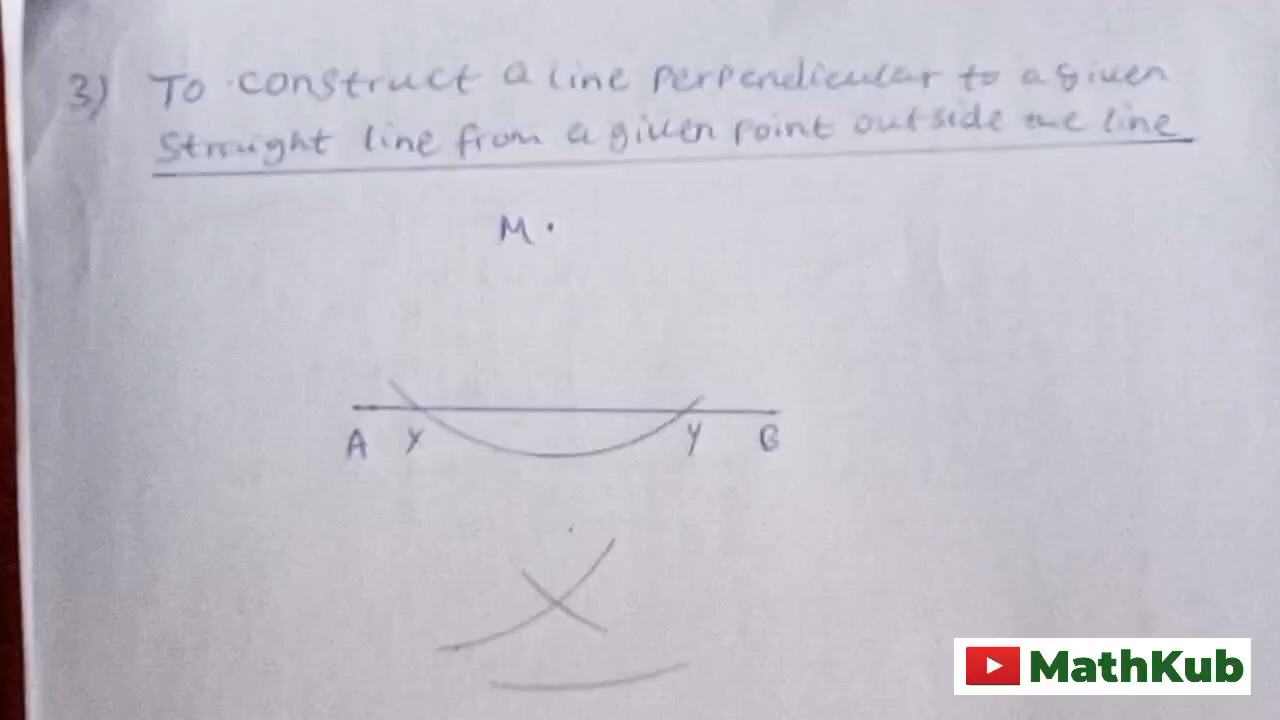 3) To construct a line perpendicular to a given
straight line from a given point outside the line
M
A X Y B
MathKub